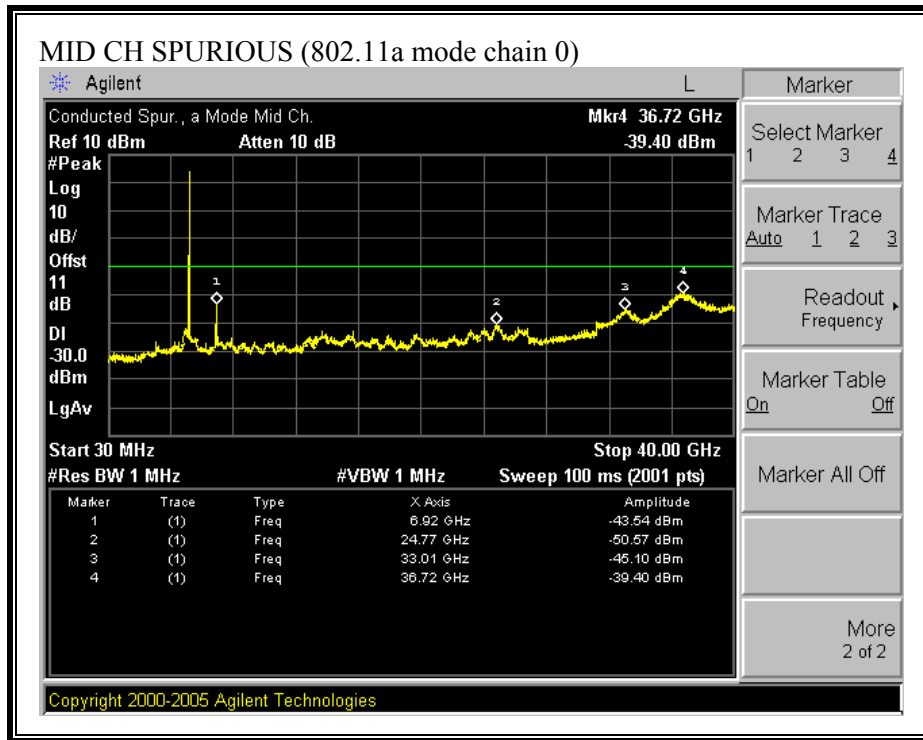 MID CH SPURIOUS (802.11a mode chain 0)
Agilent L
Conducted Spur., a Mode Mid Ch. Mkr4 36.72 GHz
Ref 10 dBm Atten 10 dB -39.40 dBm
#Peak
Log
10
dB/
Offst
11
dB
DI
-30.0
dBm
LgAv
1
2
3
4
Start 30 MHz Stop 40.00 GHz
#Res BW 1 MHz #VBW 1 MHz Sweep 100 ms (2001 pts)
Marker Trace Type X Axis Amplitude
1 (1) Freq 6.92 GHz -43.54 dBm
2 (1) Freq 24.77 GHz -50.57 dBm
3 (1) Freq 33.01 GHz -45.10 dBm
4 (1) Freq 36.72 GHz -39.40 dBm
Copyright 2000-2005 Agilent Technologies
Marker
Select Marker
1 2 3 4
Marker Trace
Auto 1 2 3
Readout
Frequency
Marker Table
On Off
Marker All Off
More
2 of 2